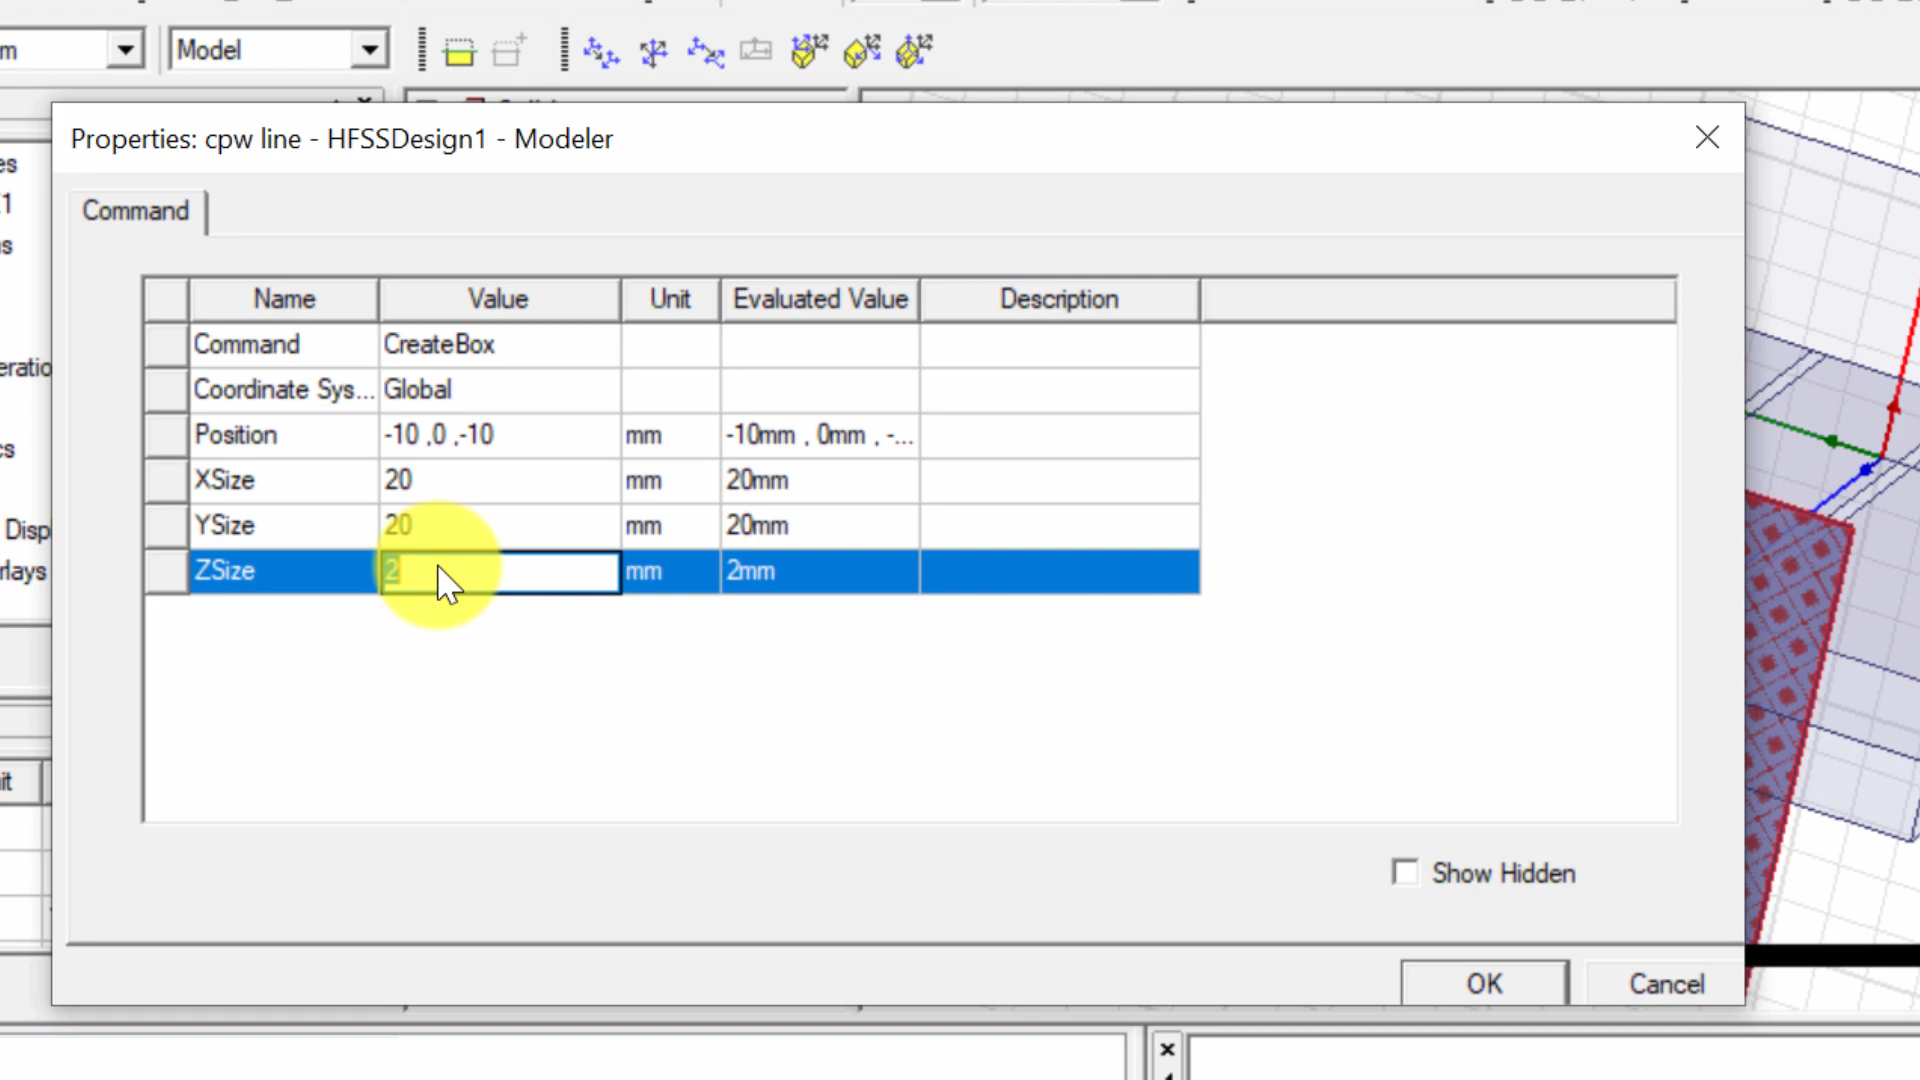 m
Model
Properties: cpw line - HFSSDesign1 - Modeler
es
:1
s
eratio
cs
Disp
rlays
it
Command
Name Value Unit Evaluated Value Description
Command CreateBox
Coordinate Sys... Global
Position -10 ,0 ,-10 mm -10mm , 0mm , -...
XSize 20 mm 20mm
YSize 20 mm 20mm
ZSize 2 mm 2mm
Show Hidden
OK
Cancel